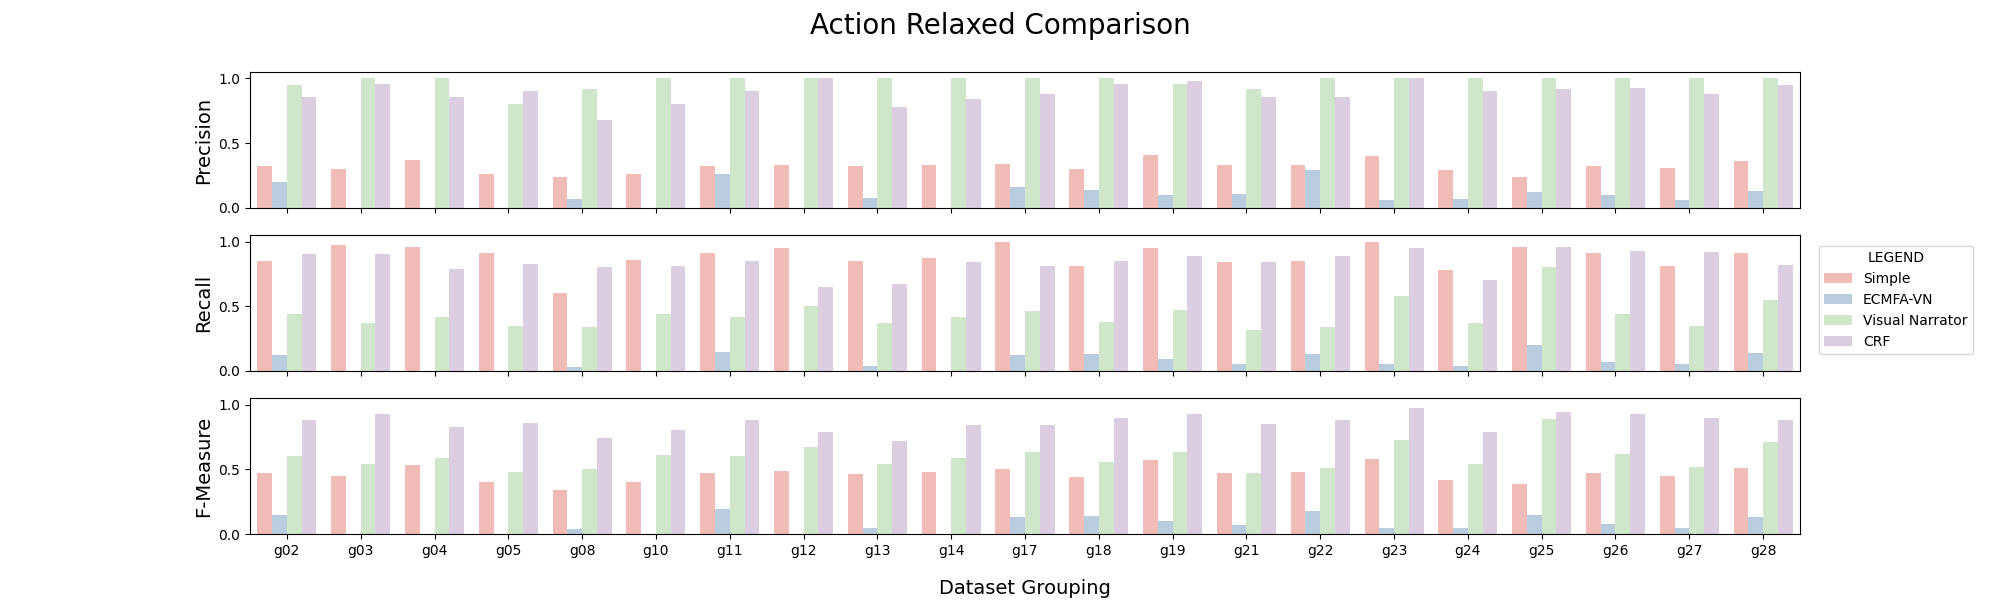 Action Relaxed Comparison
Precision
1.0
0.5
0.0
Recall
1.0
0.5
0.0
LEGEND
Simple
ECMFA-VN
Visual Narrator
CRF
F-Measure
1.0
0.5
0.0
g02 g03 g04 g05 g08 g10 g11 g12 g13 g14 g17 g18 g19 g21 g22 g23 g24 g25 g26 g27 g28
Dataset Grouping